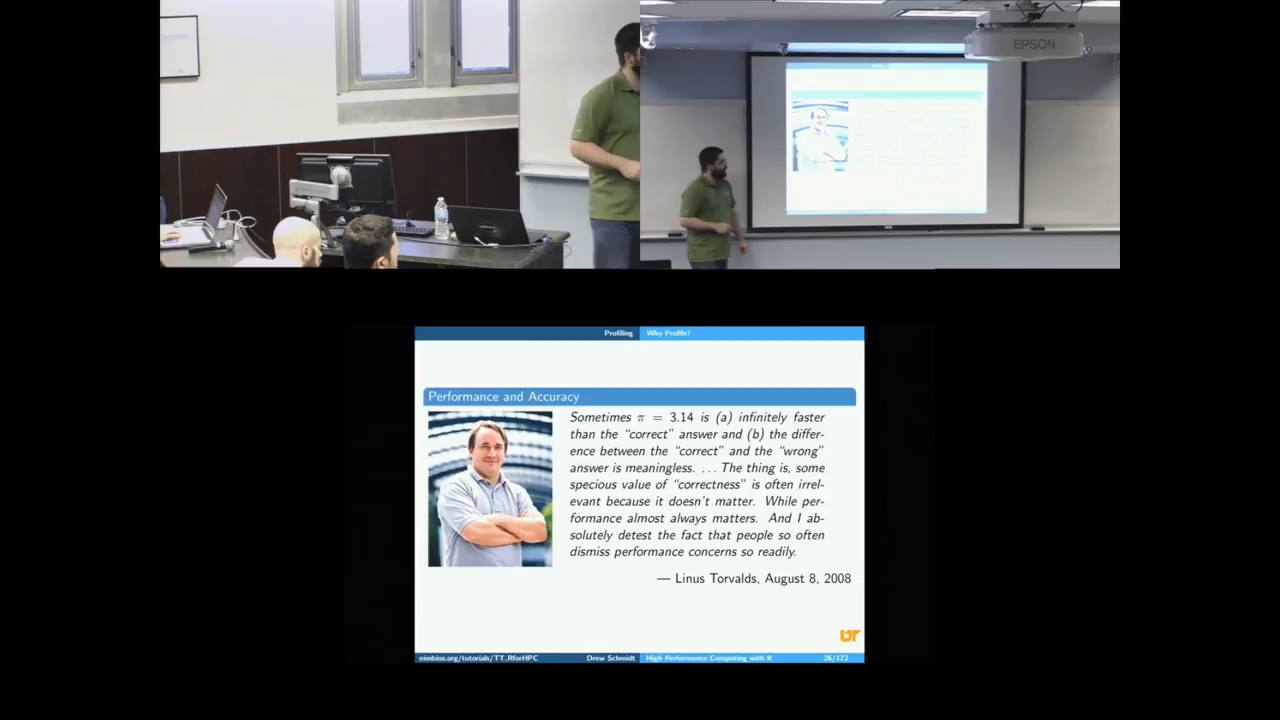 EPSON
Profiling Why Profile?
Performance and Accuracy
Sometimes π = 3.14 is (a) infinitely faster
than the “correct” answer and (b) the differ-
ence between the “correct” and the “wrong”
answer is meaningless. ... The thing is, some
specious value of “correctness” is often irrel-
evant because it doesn't matter. While per-
formance almost always matters. And I ab-
solutely detest the fact that people so often
dismiss performance concerns so readily.
— Linus Torvalds, August 8, 2008
UT
nimbios.org/tutorials/TT_RforHPC Drew Schmidt High Performance Computing with R 26/172